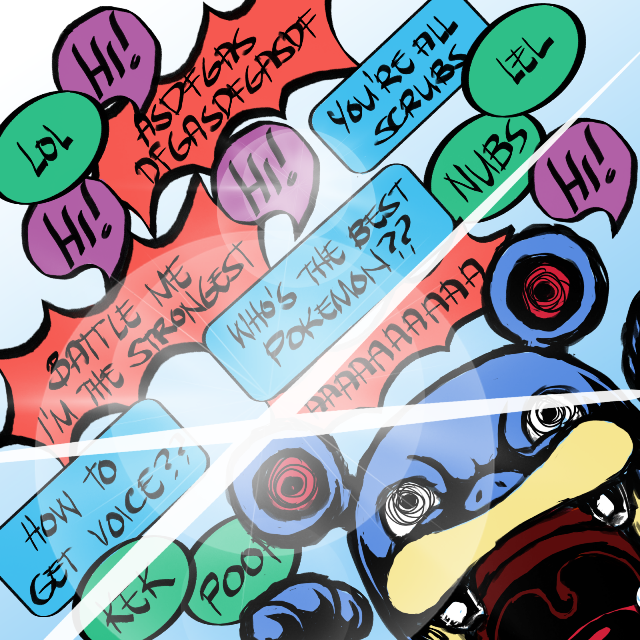 HI!
ASDFGAS
DFGASDFGASDF
YOU'RE ALL
SCRUBS
LEL
LOL
HI!
HI!
NUBS
HI!
BATTLE ME
I'M THE STRONGEST
WHO'S THE BEST
POKEMON??
AAAAAAAAAAA
HOW TO
GET VOICE??
KEK
POOP